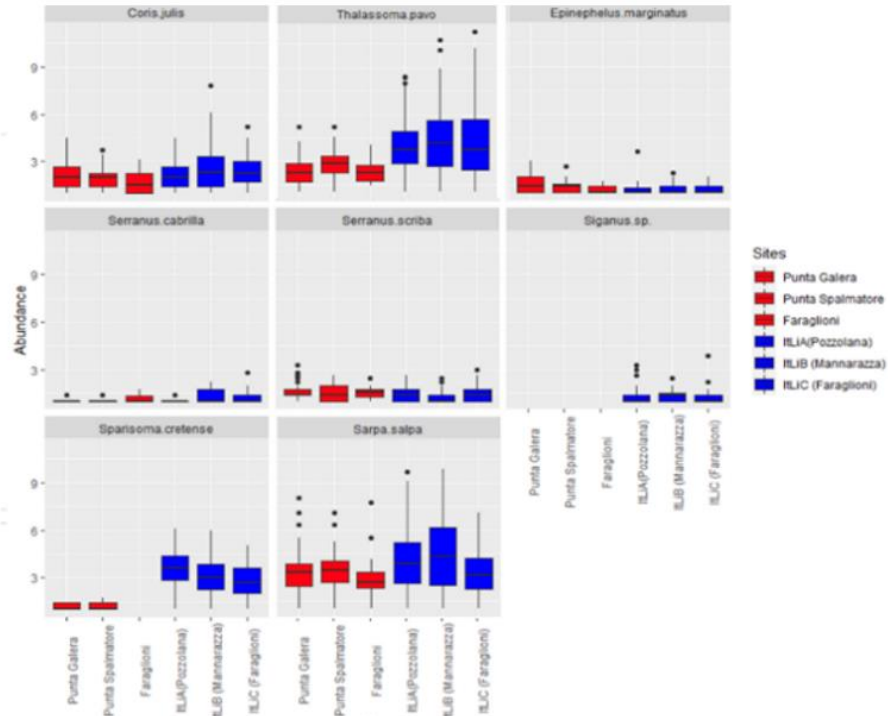 Coris.julis
Thalassoma.pavo
Epinephelus.marginatus
9
6
3
Serranus.cabrilla
Serranus.scriba
Siganus.sp.
Abundance
9
6
3
Sparisoma.cretense
Sarpa.salpa
9
6
3
Punta Galera
Punta Spalmatore
Faraglioni
ItLiA(Pozzolana)
ItLiB (Mannarazza)
ItLiC (Faraglioni)
Punta Galera
Punta Spalmatore
Faraglioni
ItLiA(Pozzolana)
ItLiB (Mannarazza)
ItLiC (Faraglioni)
Punta Galera
Punta Spalmatore
Faraglioni
ItLiA(Pozzolana)
ItLiB (Mannarazza)
ItLiC (Faraglioni)
Sites
Punta Galera
Punta Spalmatore
Faraglioni
ItLiA(Pozzolana)
ItLiB (Mannarazza)
ItLiC (Faraglioni)